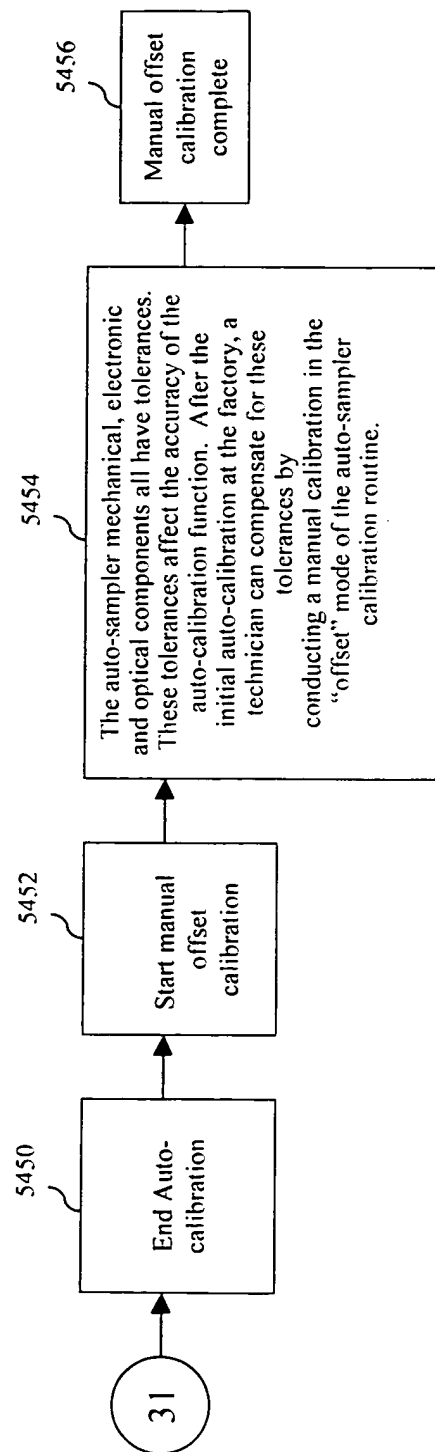 31
5450
End Auto-
calibration
5452
Start manual
offset
calibration
5454
The auto-sampler mechanical, electronic
and optical components all have tolerances.
These tolerances affect the accuracy of the
auto-calibration function. After the
initial auto-calibration at the factory, a
technician can compensate for these
tolerances by
conducting a manual calibration in the
“offset” mode of the auto-sampler
calibration routine.
5456
Manual offset
calibration
complete